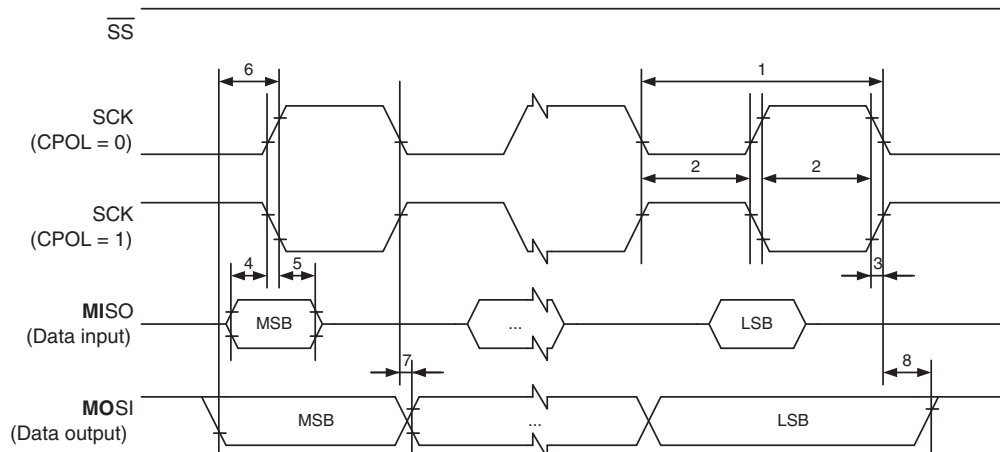 SS
6
1
SCK
(CPOL = 0)
2
2
SCK
(CPOL = 1)
4
5
3
MISO
(Data input)
MSB
...
LSB
7
8
MOSI
(Data output)
MSB
...
LSB